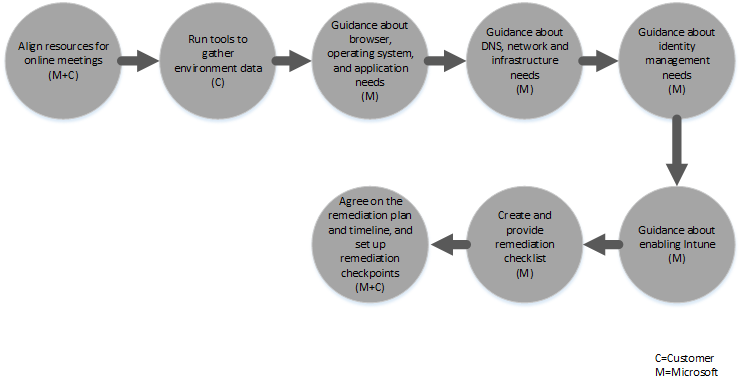 Align resources for
online meetings
(M+C)
Run tools to
gather
environment data
(C)
Guidance about
browser,
operating system,
and application
needs
(M)
Guidance about
DNS, network and
infrastructure
needs
(M)
Guidance about
identity
management
needs
(M)
Guidance about
enabling Intune
(M)
Create and
provide
remediation
checklist
(M)
Agree on the
remediation plan
and timeline, and
set up
remediation
checkpoints
(M+C)
C=Customer
M=Microsoft